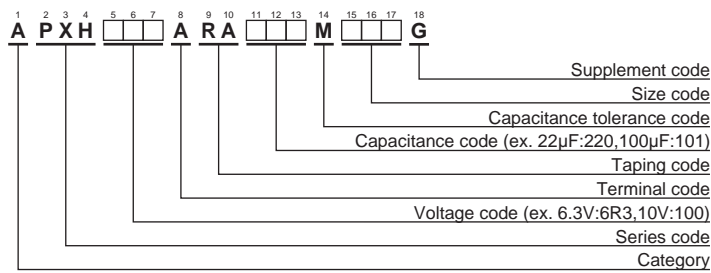 1 2 3 4 5 6 7 8 9 10 11 12 13 14 15 16 17 18
A P X H A R A M G
Supplement code
Size code
Capacitance tolerance code
Capacitance code (ex. 22µF:220,100µF:101)
Taping code
Terminal code
Voltage code (ex. 6.3V:6R3,10V:100)
Series code
Category